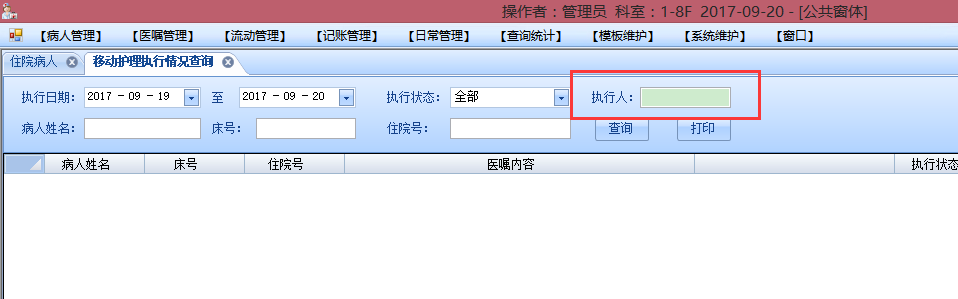 操作者：管理员 科室：1-8F 2017-09-20 - [公共窗体]
【病人管理】 【医嘱管理】 【流动管理】 【记账管理】 【日常管理】 【查询统计】 【模板维护】 【系统维护】 【窗口】
住院病人 移动护理执行情况查询
执行日期： 2017 - 09 - 19 至 2017 - 09 - 20 执行状态： 全部 执行人：
病人姓名： 床号： 住院号： 查询 打印
病人姓名 床号 住院号 医嘱内容 执行状态